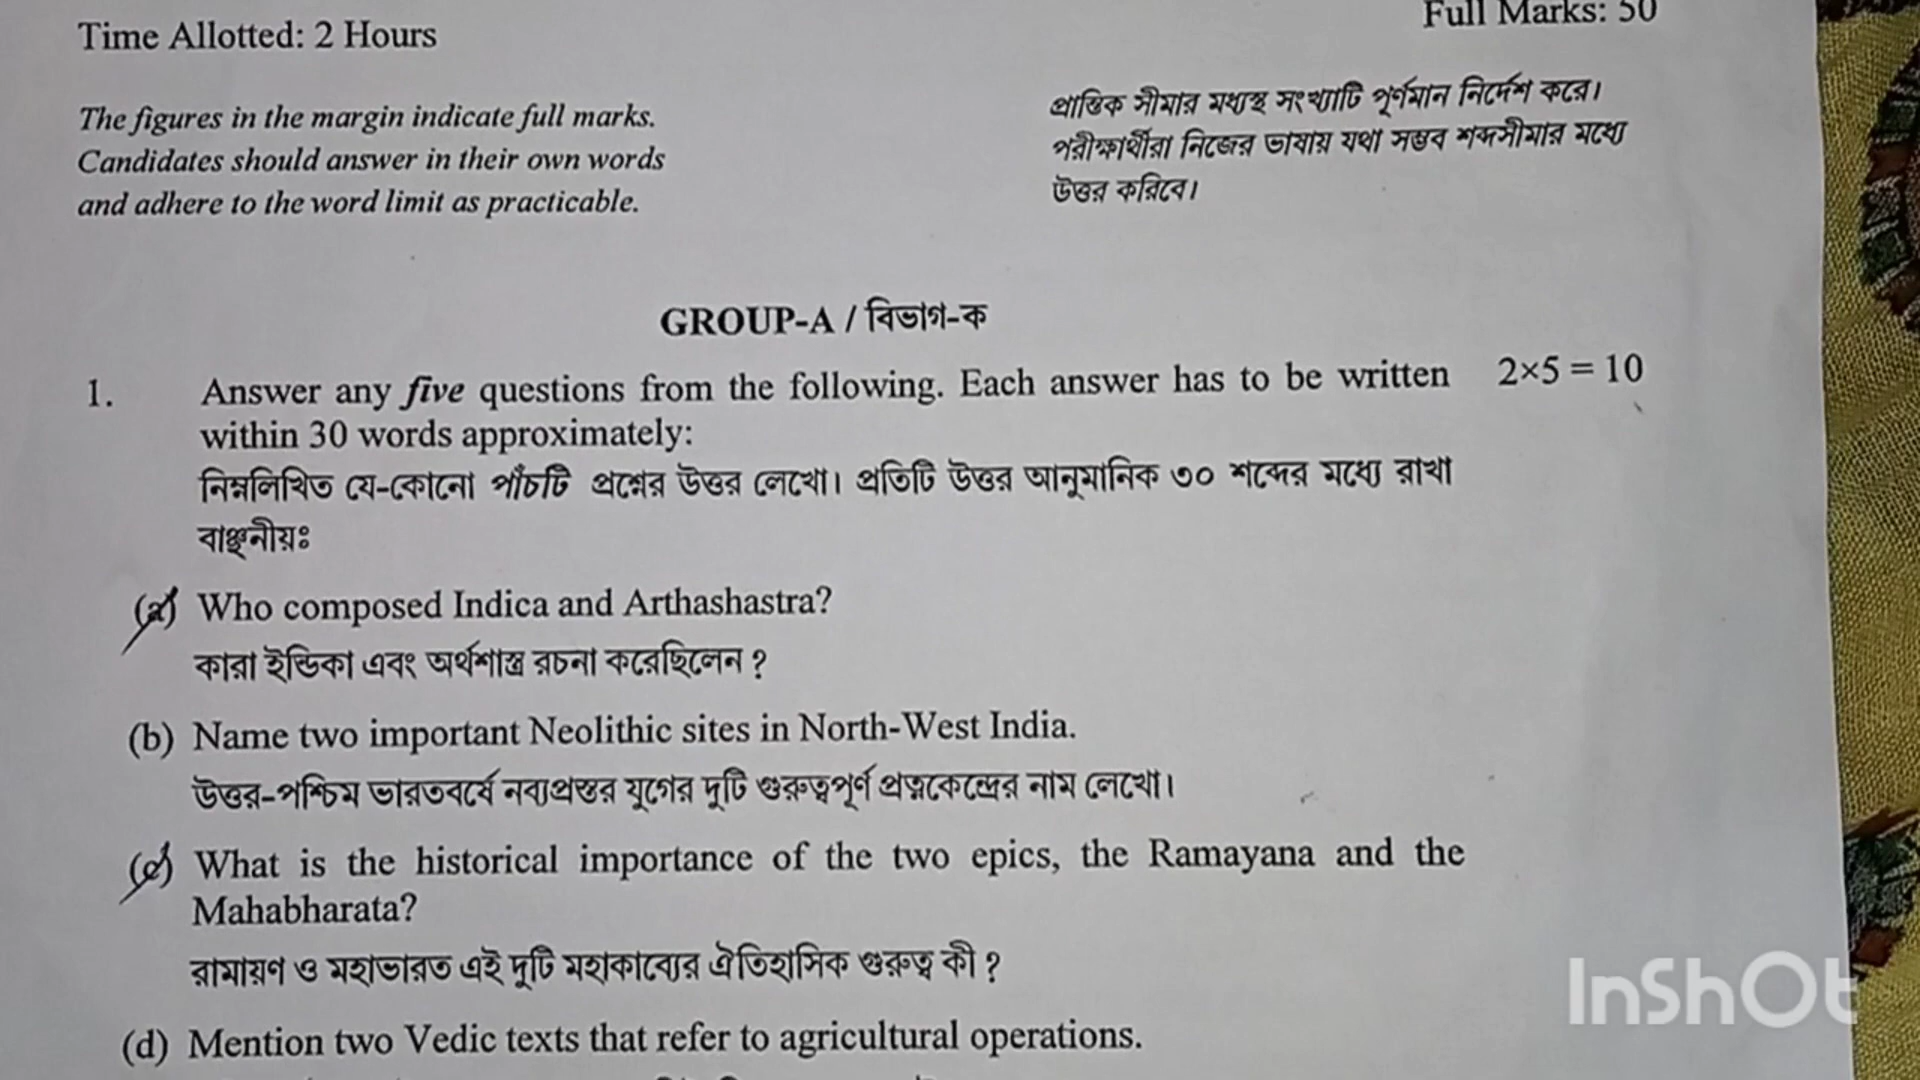 Time Allotted: 2 Hours
Full Marks: 50
The figures in the margin indicate full marks.
Candidates should answer in their own words
and adhere to the word limit as practicable.
প্রান্তিক সীমার মধ্যস্থ সংখ্যাটি পূর্ণমান নির্দেশ করে।
পরীক্ষার্থীরা নিজের ভাষায় যথা সম্ভব শব্দসীমার মধ্যে
উত্তর করিবে।
GROUP-A / বিভাগ-ক
1. Answer any five questions from the following. Each answer has to be written 2×5 = 10
within 30 words approximately:
নিম্নলিখিত যে-কোনো পাঁচটি প্রশ্নের উত্তর লেখো। প্রতিটি উত্তর আনুমানিক ৩০ শব্দের মধ্যে রাখা
বাঞ্ছনীয়ঃ
(a) Who composed Indica and Arthashastra?
কারা ইন্ডিকা এবং অর্থশাস্ত্র রচনা করেছিলেন ?
(b) Name two important Neolithic sites in North-West India.
উত্তর-পশ্চিম ভারতবর্ষে নব্যপ্রস্তর যুগের দুটি গুরুত্বপূর্ণ প্রত্নকেন্দ্রের নাম লেখো।
(c) What is the historical importance of the two epics, the Ramayana and the
Mahabharata?
রামায়ণ ও মহাভারত এই দুটি মহাকাব্যের ঐতিহাসিক গুরুত্ব কী ?
(d) Mention two Vedic texts that refer to agricultural operations.
InShOt